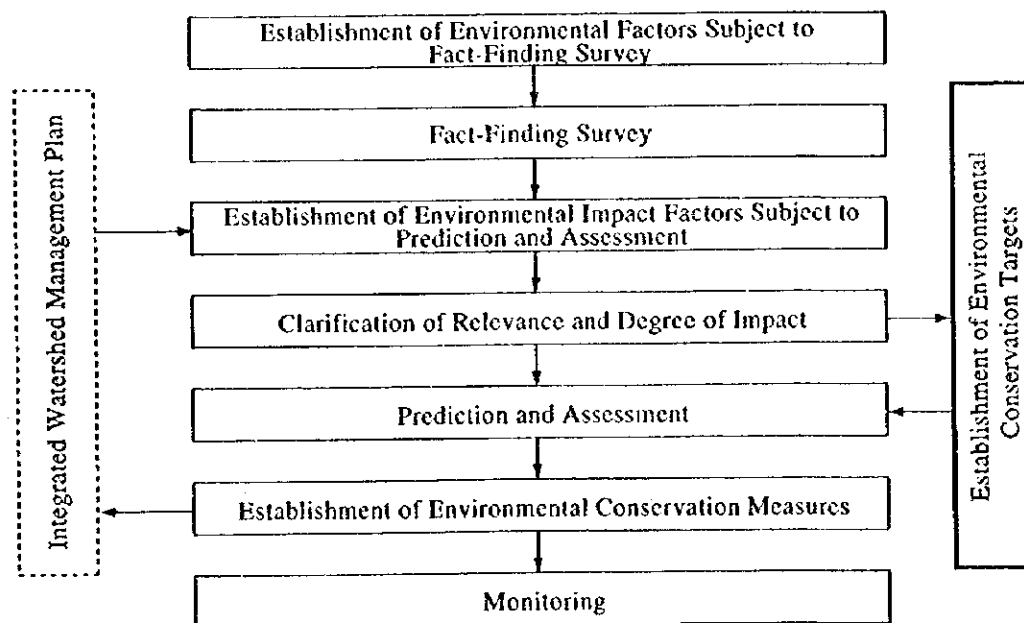 Establishment of Environmental Factors Subject to
Fact-Finding Survey
Fact-Finding Survey
Integrated Watershed Management Plan
Establishment of Environmental Impact Factors Subject to
Prediction and Assessment
Clarification of Relevance and Degree of Impact
Establishment of Environmental
Conservation Targets
Prediction and Assessment
Establishment of Environmental Conservation Measures
Monitoring